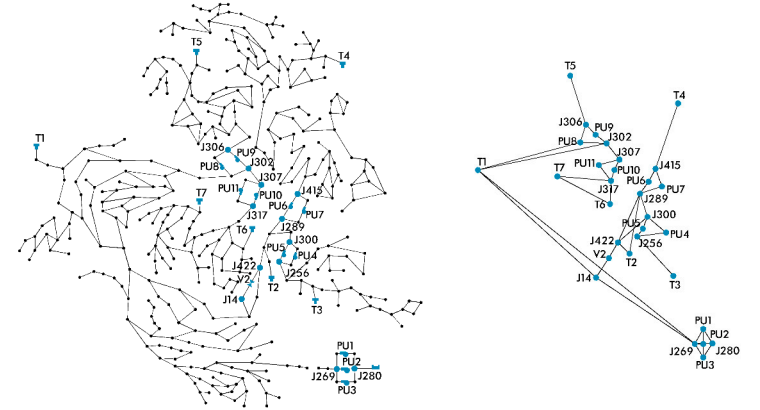 T5
T4
T1
J306
PU9
PU8
J302
J307
PU11
PU10
T7
J415
PU6
J317
PU7
T6
J289
J300
PU5
PU4
J422
J256
V2
T2
J14
T3
PU1
PU2
J269
J280
PU3
T5
T4
J306
PU9
PU8
J302
J307
T1
PU11
PU10
J415
T7
PU6
PU7
J317
J289
T6
J300
PU5
PU4
J422
J256
V2
T2
J14
T3
PU1
PU2
J269
J280
PU3